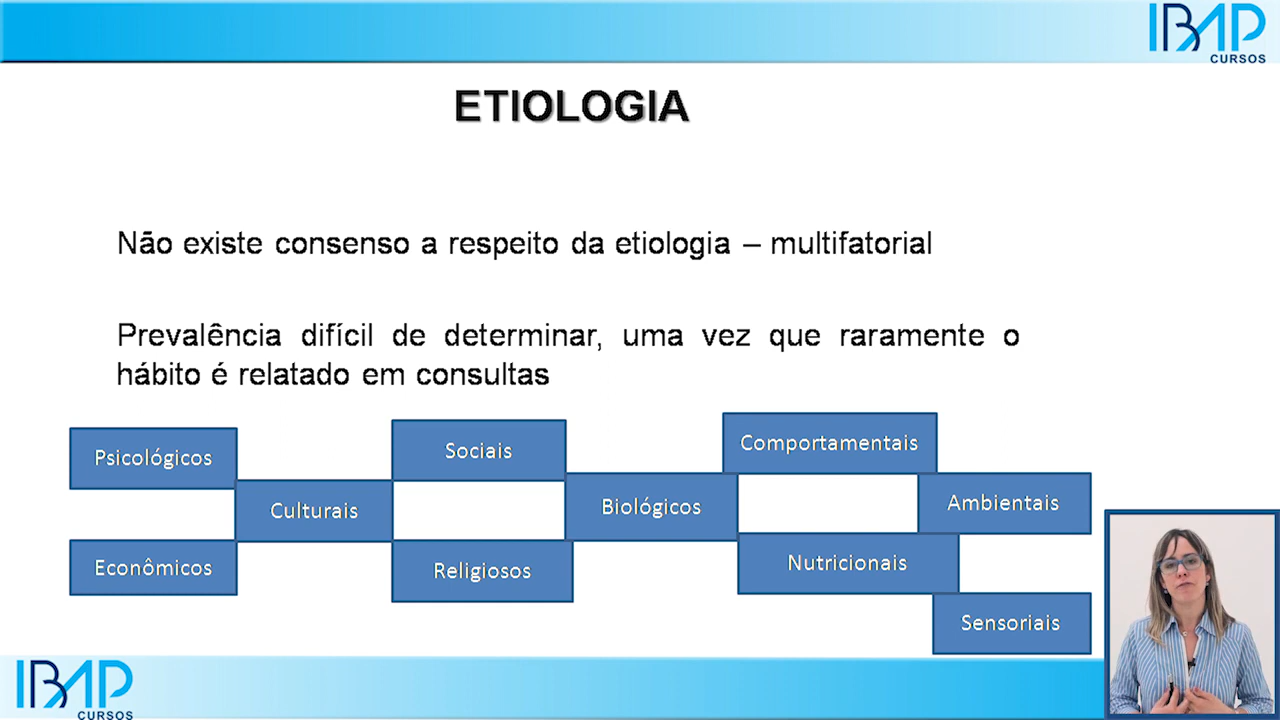 IBAP
CURSOS
ETIOLOGIA
Não existe consenso a respeito da etiologia – multifatorial
Prevalência difícil de determinar, uma vez que raramente o
hábito é relatado em consultas
Psicológicos
Sociais
Comportamentais
Culturais
Biológicos
Ambientais
Econômicos
Religiosos
Nutricionais
Sensoriais
IBAP
CURSOS